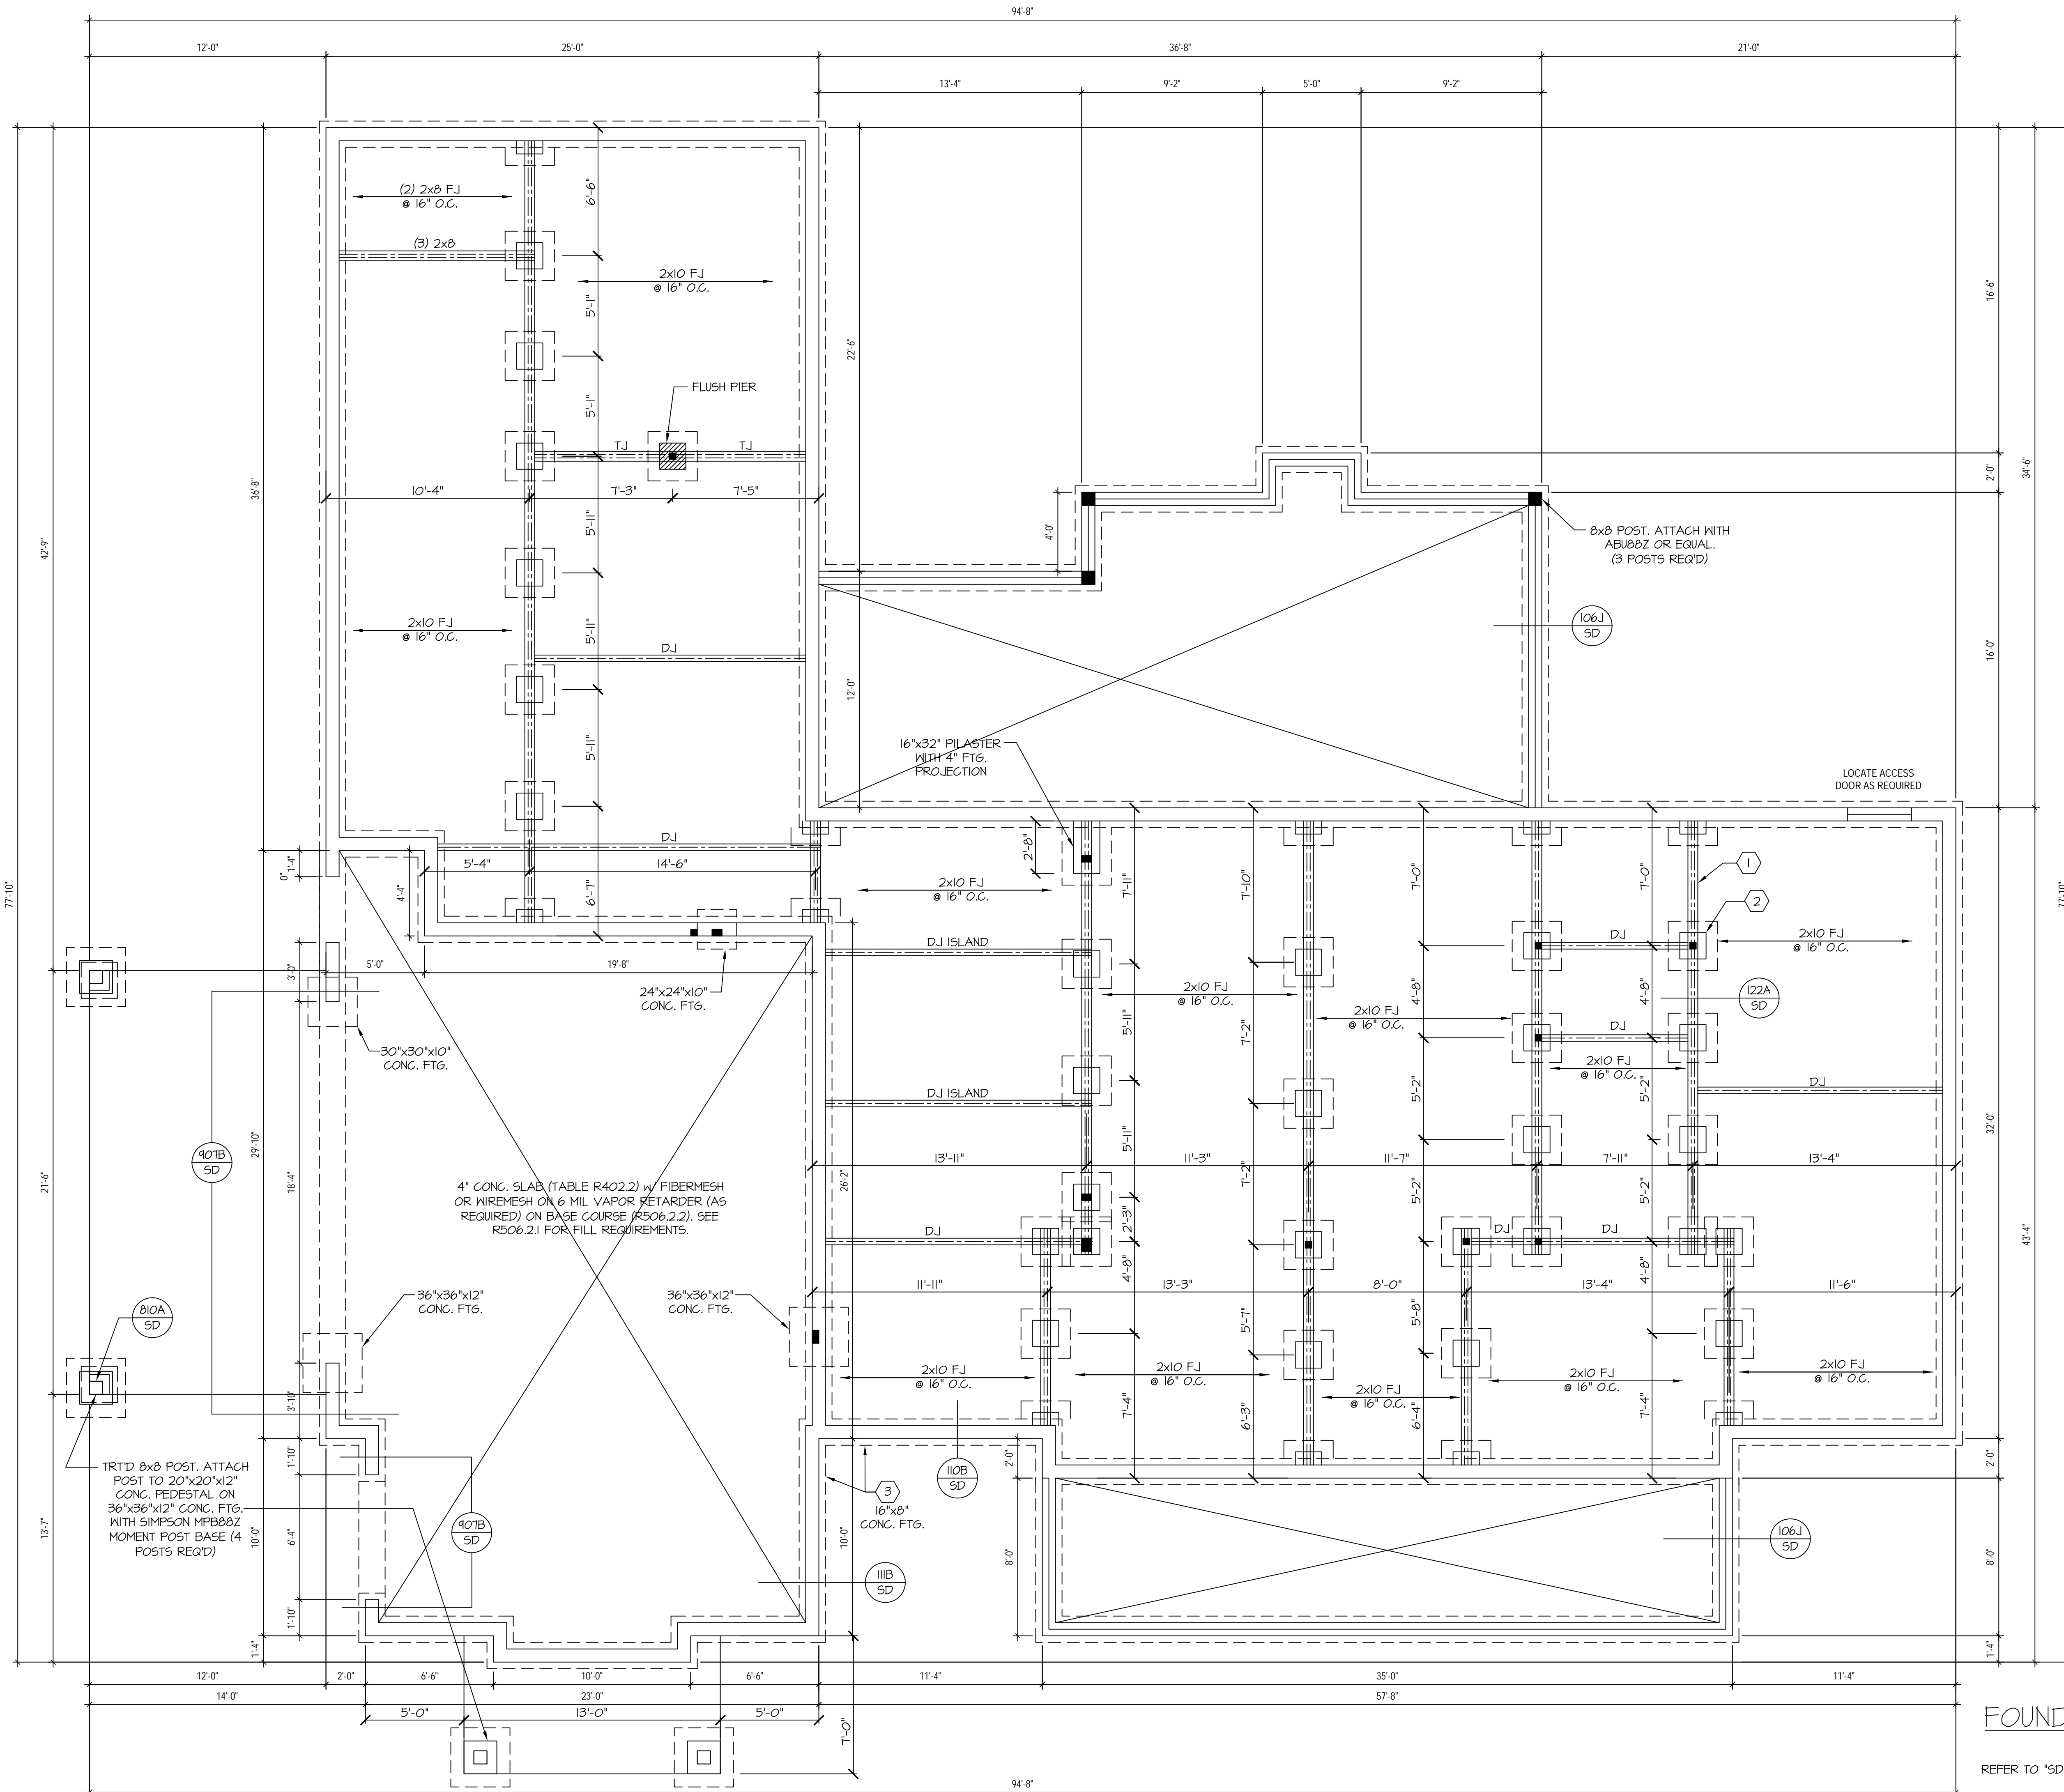 94'-8"
12'-0"
25'-0"
36'-8"
21'-0"
13'-4"
9'-2"
5'-0"
9'-2"
(2) 2x8 FJ
@ 16" O.C.
6'-6"
(3) 2x8
2x10 FJ
@ 16" O.C.
5'-1"
16'-6"
22'-6"
FLUSH PIER
5'-1"
TJ
TJ
34'-6"
2'-0"
36'-8"
10'-4"
7'-3"
7'-5"
42'-9"
5'-11"
4'-0"
8x8 POST. ATTACH WITH
ABU88Z OR EQUAL.
(3 POSTS REQ'D)
2x10 FJ
@ 16" O.C.
5'-11"
DJ
106J
SD
16'-0"
12'-0"
5'-11"
16"x32" PILASTER
WITH 4" FTG.
PROJECTION
LOCATE ACCESS
DOOR AS REQUIRED
DJ
5'-4"
14'-6"
1'-4"
0"
4'-4"
6'-7"
2'-8"
7'-11"
7'-10"
7'-0"
7'-0"
1
2
77'-10"
77'-10"
2x10 FJ
@ 16" O.C.
DJ ISLAND
DJ
2x10 FJ
@ 16" O.C.
3'-0"
5'-0"
19'-8"
24"x24"x10"
CONC. FTG.
2x10 FJ
@ 16" O.C.
2x10 FJ
@ 16" O.C.
4'-8"
4'-8"
122A
SD
5'-11"
7'-2"
30"x30"x10"
CONC. FTG.
DJ
2x10 FJ
@ 16" O.C.
5'-2"
5'-2"
DJ
DJ ISLAND
29'-10"
907B
SD
21'-6"
18'-4"
5'-11"
32'-0"
13'-11"
11'-3"
11'-7"
7'-11"
13'-4"
7'-2"
5'-2"
5'-2"
26'-2"
4" CONC. SLAB (TABLE R402.2) W/ FIBERMESH
OR WIREMESH ON 6 MIL VAPOR RETARDER (AS
REQUIRED) ON BASE COURSE (R506.2.2). SEE
R506.2.1 FOR FILL REQUIREMENTS.
2'-3"
DJ
DJ
DJ
43'-4"
4'-8"
4'-8"
11'-11"
13'-3"
8'-0"
13'-4"
11'-6"
810A
SD
36"x36"x12"
CONC. FTG.
36"x36"x12"
CONC. FTG.
5'-7"
5'-8"
2x10 FJ
@ 16" O.C.
2x10 FJ
@ 16" O.C.
2x10 FJ
@ 16" O.C.
2x10 FJ
@ 16" O.C.
2x10 FJ
@ 16" O.C.
3'-10"
7'-4"
6'-3"
6'-4"
7'-4"
1'-10"
2'-0"
2'-0"
TRT'D 8x8 POST. ATTACH
POST TO 20"x20"x12"
CONC. PEDESTAL ON
36"x36"x12" CONC. FTG.
WITH SIMPSON MPB88Z
MOMENT POST BASE (4
POSTS REQ'D)
110B
SD
3
16"x8"
CONC. FTG.
907B
SD
13'-7"
10'-0"
6'-4"
10'-0"
8'-0"
106J
SD
8'-0"
111B
SD
1'-10"
1'-4"
1'-4"
12'-0"
2'-0"
6'-6"
10'-0"
6'-6"
11'-4"
35'-0"
11'-4"
14'-0"
23'-0"
57'-8"
5'-0"
13'-0"
5'-0"
7'-0"
FOUND
REFER TO "SD
94'-8"